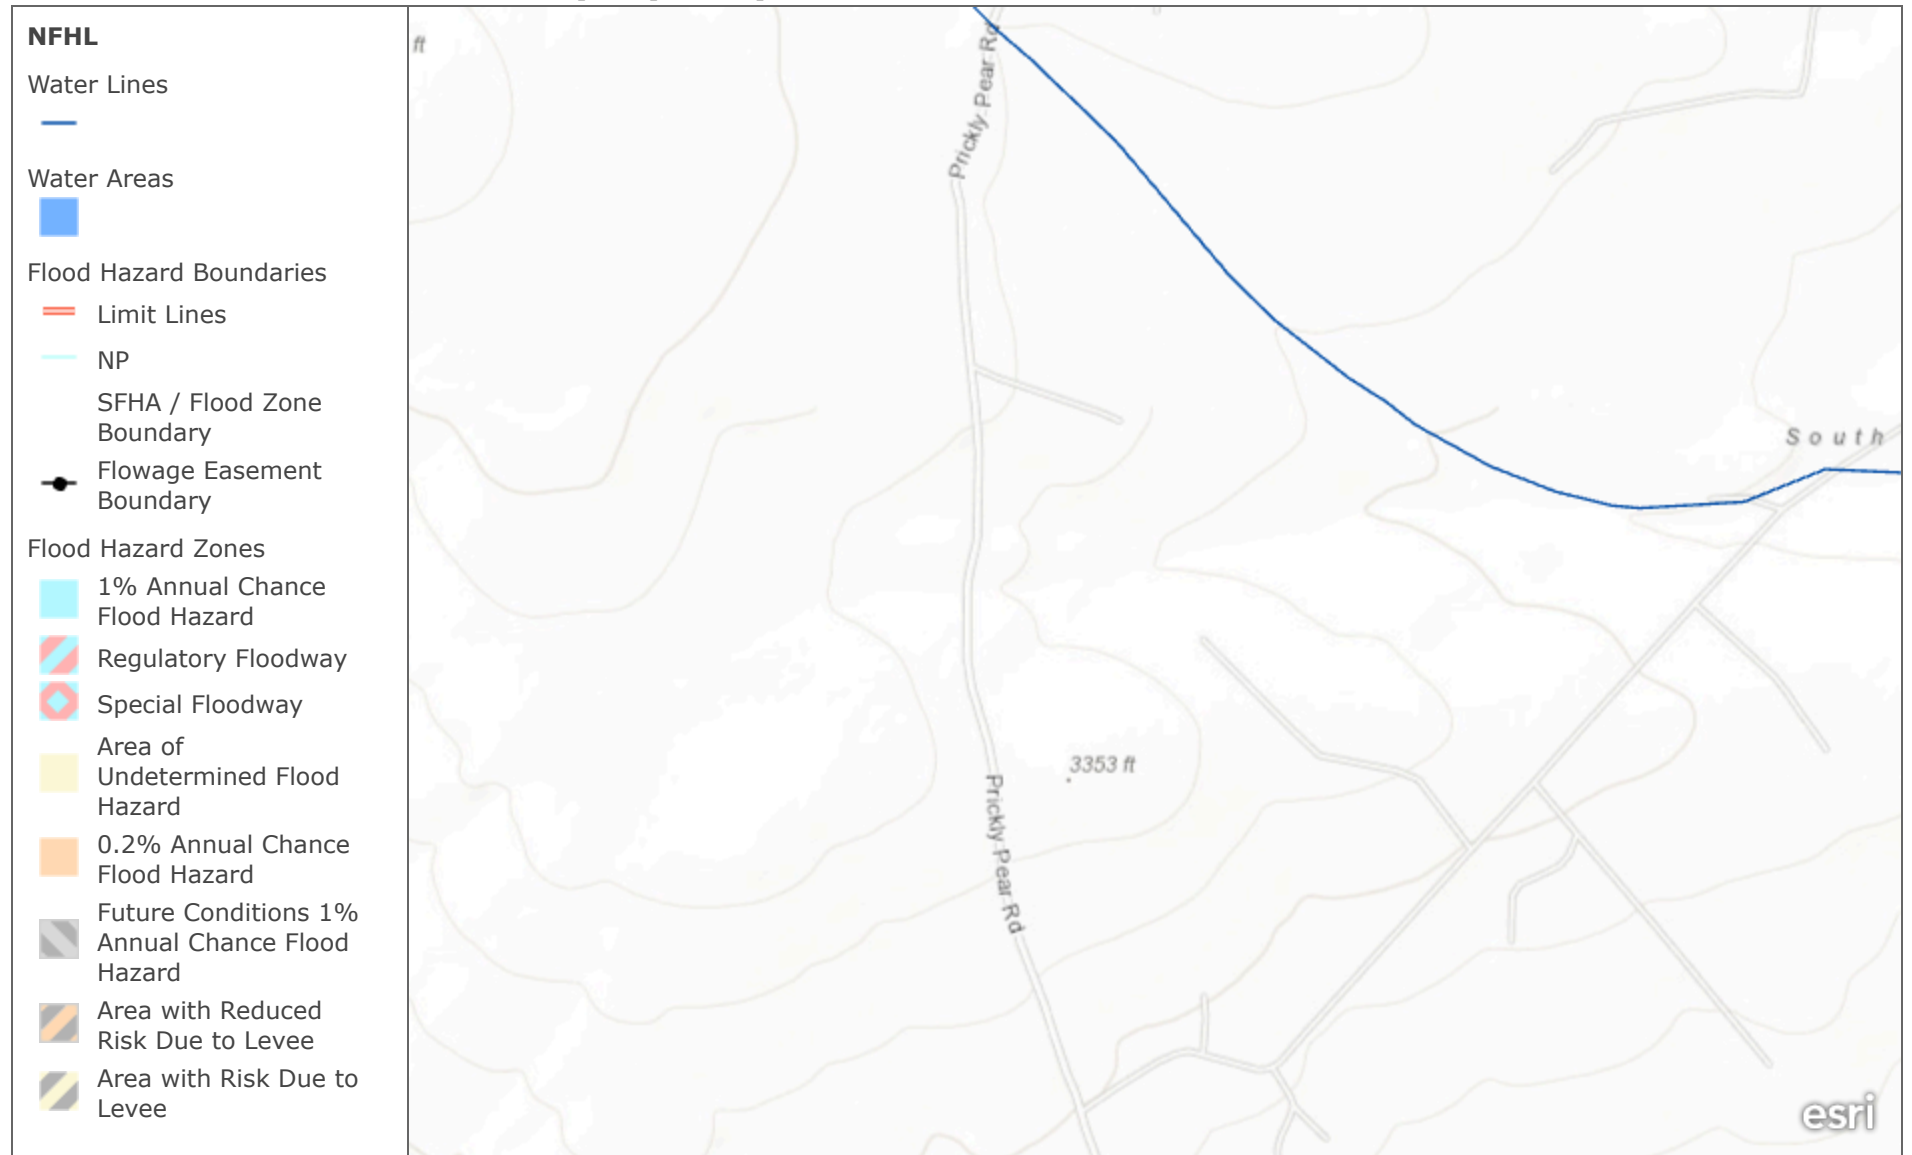 NFHL
Water Lines
Water Areas
Flood Hazard Boundaries
Limit Lines
NP
SFHA / Flood Zone
Boundary
Flowage Easement
Boundary
Flood Hazard Zones
1% Annual Chance
Flood Hazard
Regulatory Floodway
Special Floodway
Area of
Undetermined Flood
Hazard
0.2% Annual Chance
Flood Hazard
Future Conditions 1%
Annual Chance Flood
Hazard
Area with Reduced
Risk Due to Levee
Area with Risk Due to
Levee
ft
Prickly Pear Rd
South
3353 ft
Prickly Pear Rd
esri